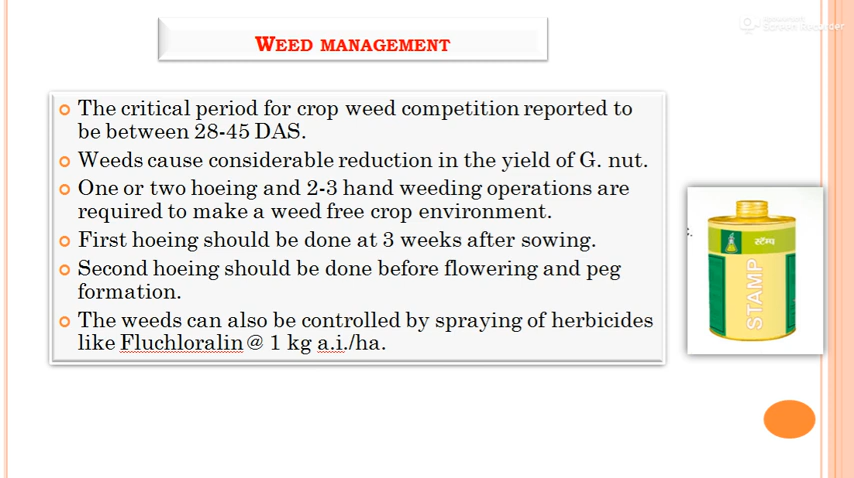 WEED MANAGEMENT
The critical period for crop weed competition reported to
be between 28-45 DAS.
Weeds cause considerable reduction in the yield of G. nut.
One or two hoeing and 2-3 hand weeding operations are
required to make a weed free crop environment.
First hoeing should be done at 3 weeks after sowing.
Second hoeing should be done before flowering and peg
formation.
The weeds can also be controlled by spraying of herbicides
like Fluchloralin @ 1 kg a.i./ha.
स्टॅम्प
STAMP
Screen Recorder